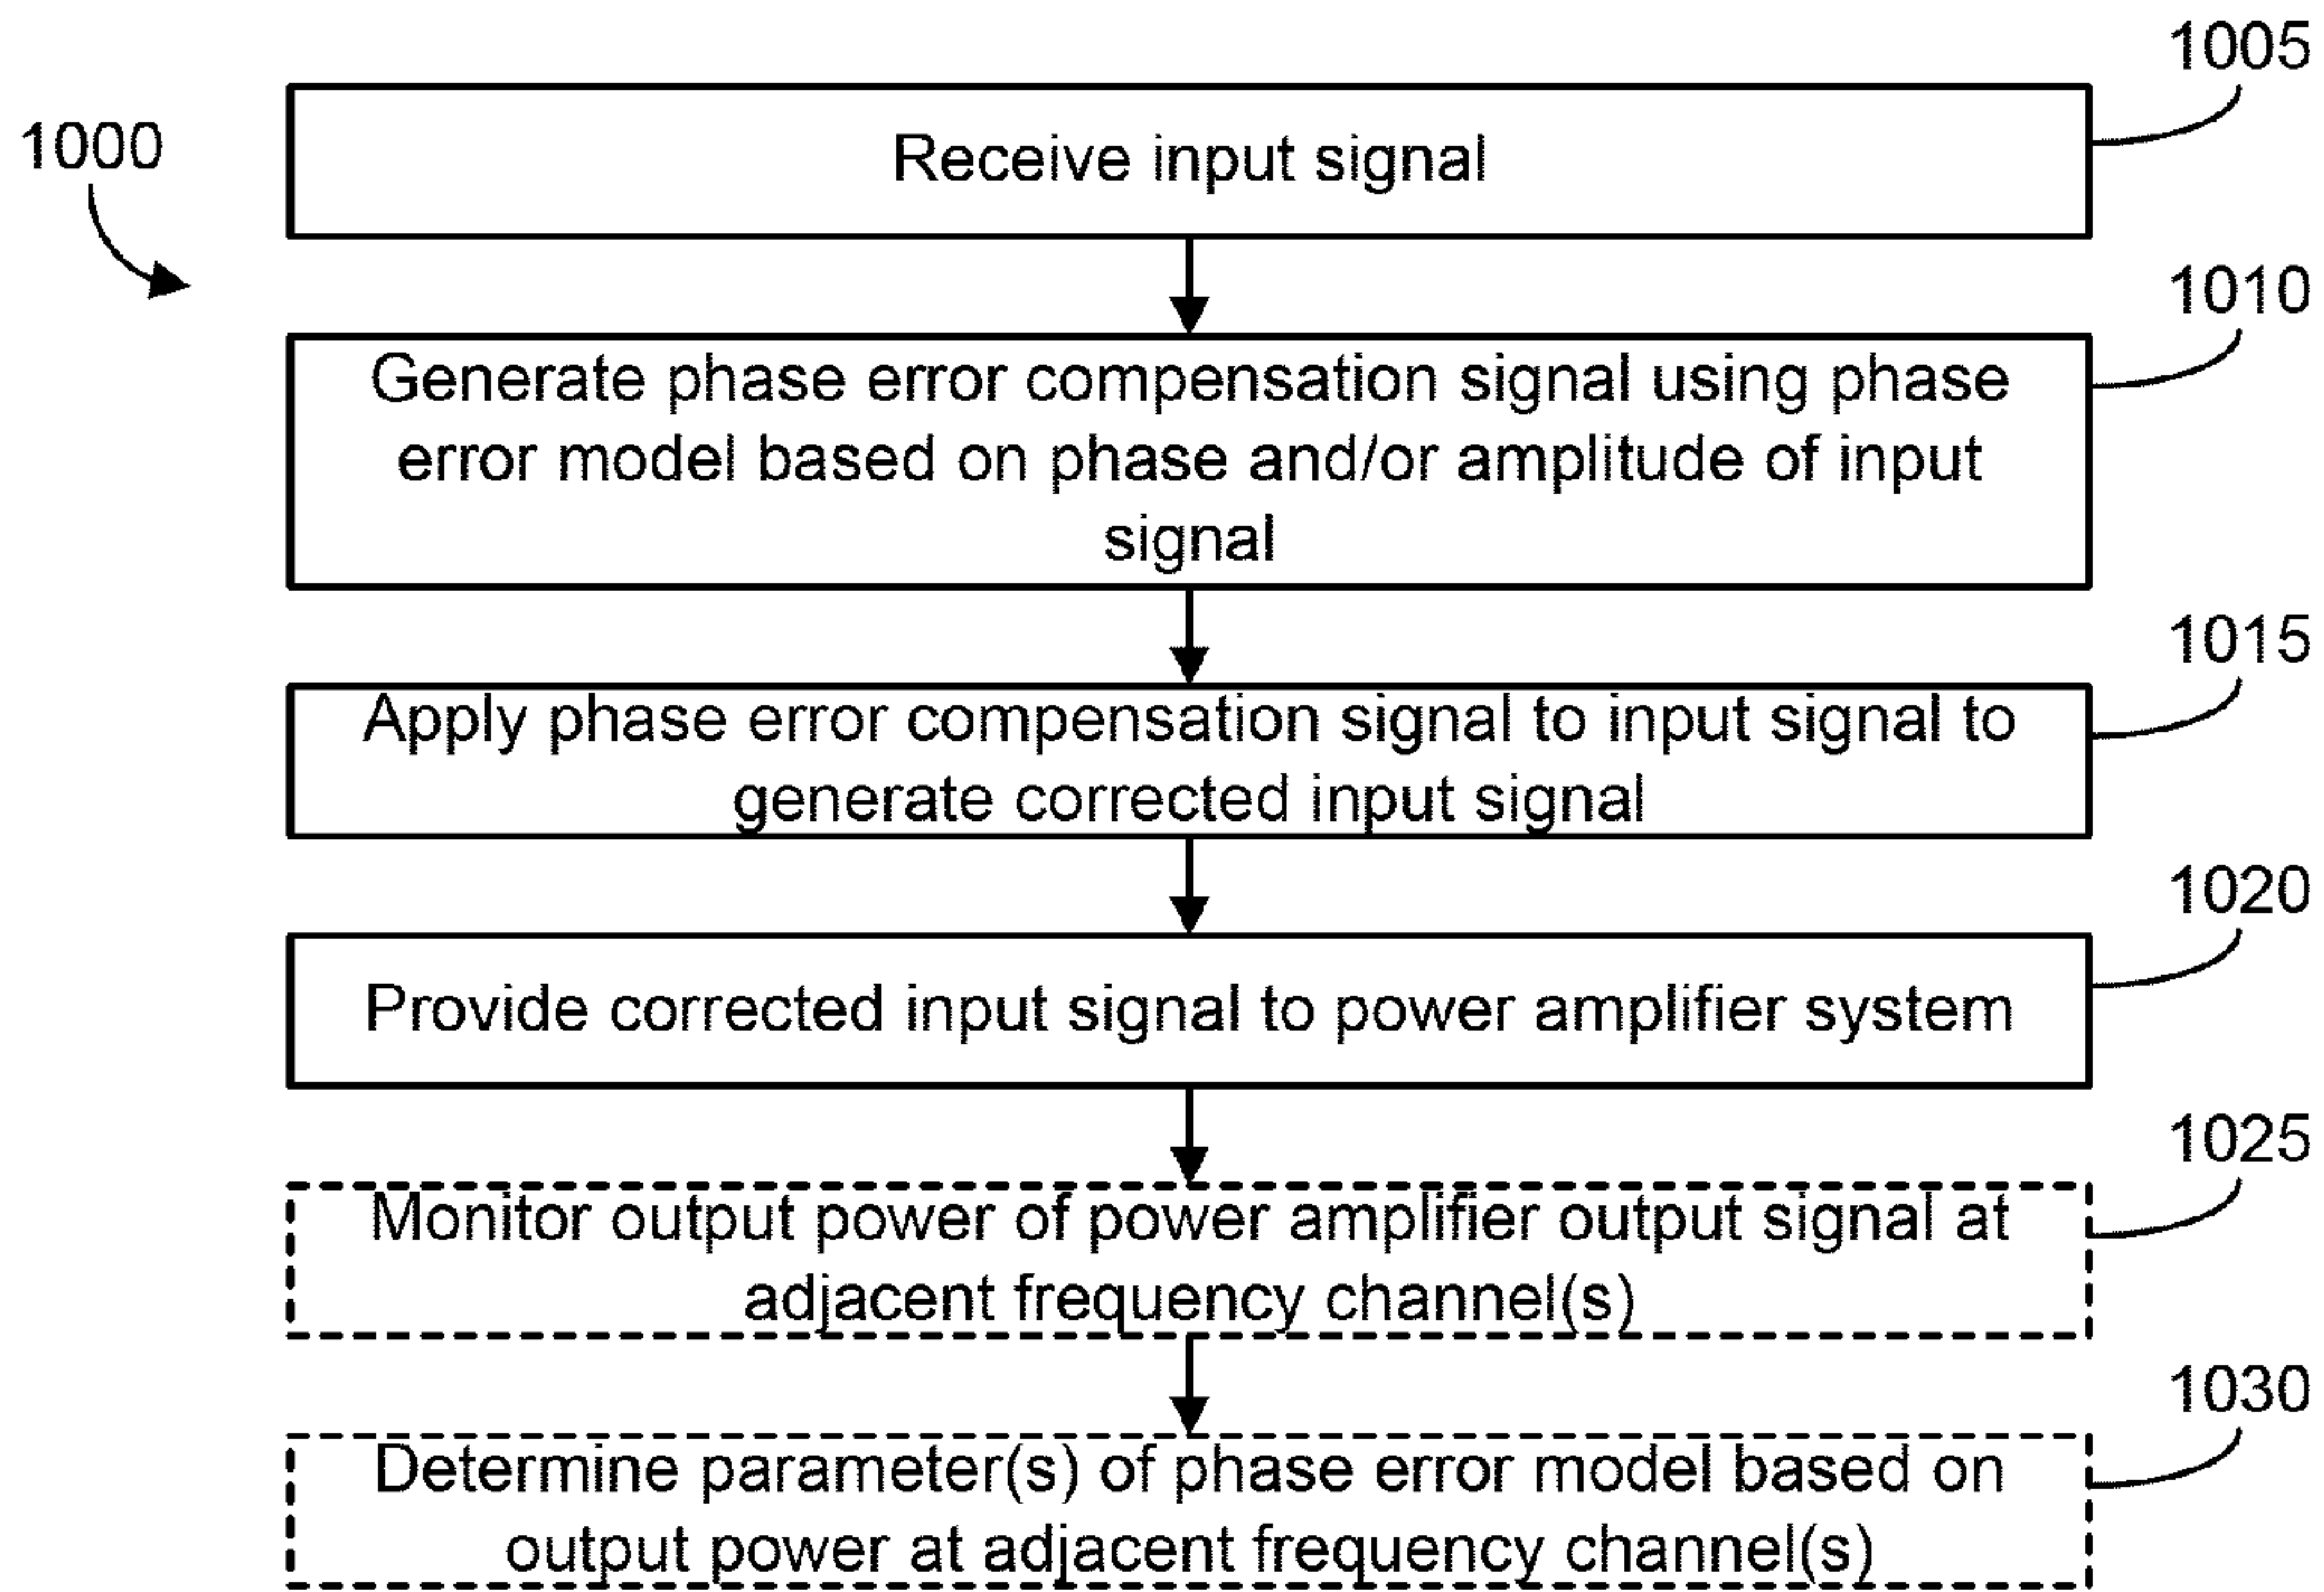 1005
1000
Receive input signal
1010
Generate phase error compensation signal using phase
error model based on phase and/or amplitude of input
signal
1015
Apply phase error compensation signal to input signal to
generate corrected input signal
1020
Provide corrected input signal to power amplifier system
1025
Monitor output power of power amplifier output signal at
adjacent frequency channel(s)
1030
Determine parameter(s) of phase error model based on
output power at adjacent frequency channel(s)